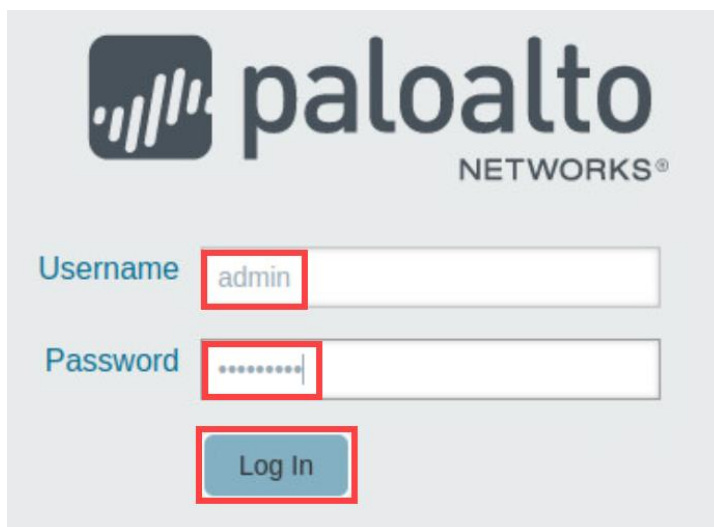 paloalto
NETWORKS®
Username admin
Password •••••••••
Log In